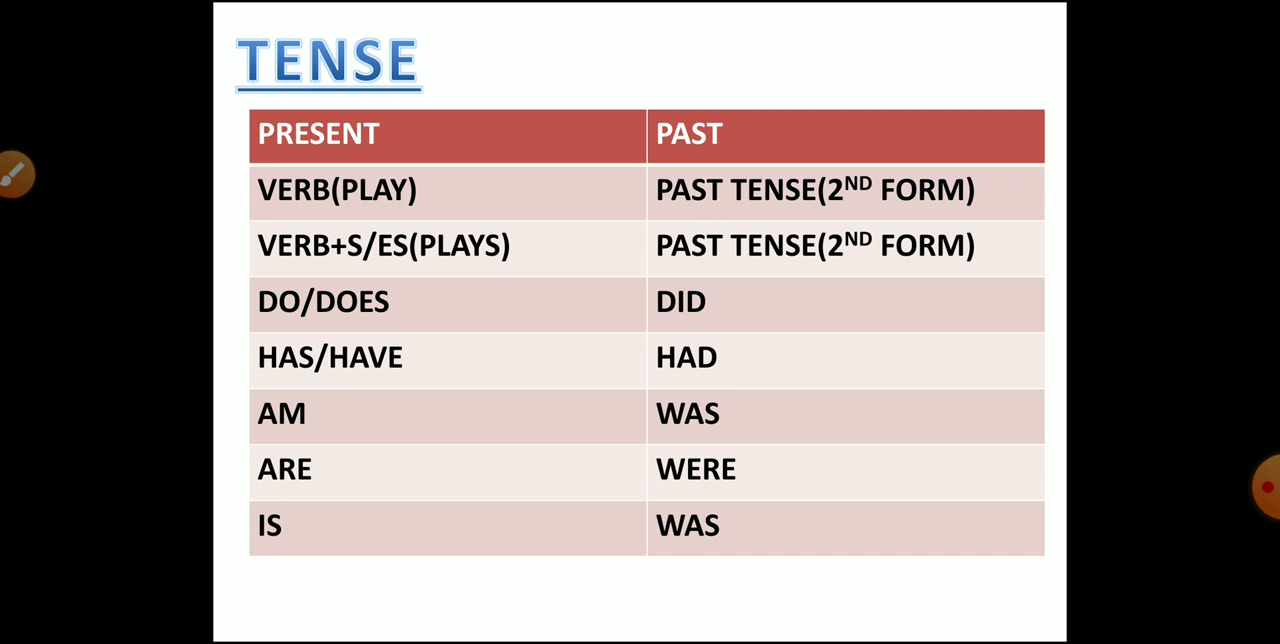 TENSE
PRESENT PAST
VERB(PLAY) PAST TENSE(2ND FORM)
VERB+S/ES(PLAYS) PAST TENSE(2ND FORM)
DO/DOES DID
HAS/HAVE HAD
AM WAS
ARE WERE
IS WAS